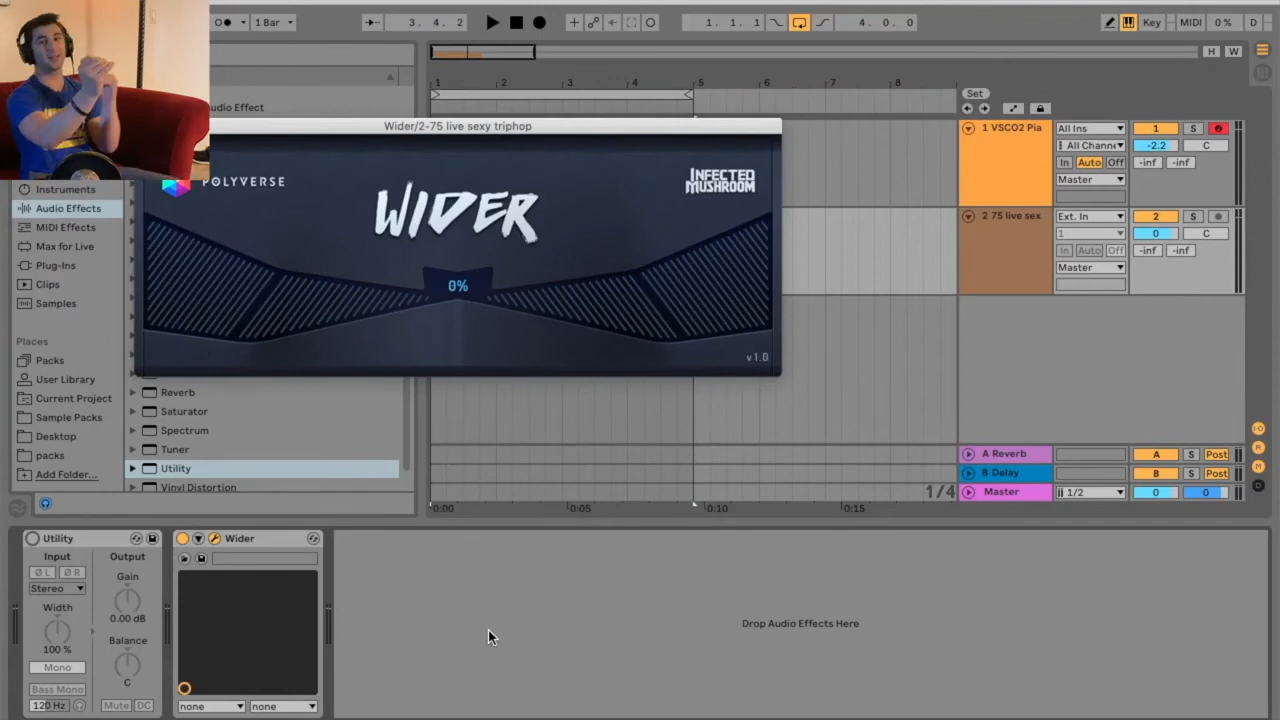 1 Bar
3. 4. 2
1. 1. 1
4. 0. 0
Key
MIDI
0 %
D
H
W
1
2
3
4
5
6
7
8
Set
udio Effect
Wider/2-75 live sexy triphop
POLYVERSE
WIDER
INFECTED
MUSHROOM
0%
v1.0
Instruments
Audio Effects
MIDI Effects
Max for Live
Plug-Ins
Clips
Samples
Places
Packs
User Library
Current Project
Sample Packs
Desktop
packs
Add Folder...
Reverb
Saturator
Spectrum
Tuner
Utility
Vinyl Distortion
1 VSCO2 Pia
All Ins
1
S
All Chann
-2.2
C
In
Auto
Off
-inf
-inf
Master
2 75 live sex
Ext. In
2
S
1
0
C
In
Auto
Off
-inf
-inf
Master
A Reverb
A
S
Post
B Delay
B
S
Post
Master
1/2
0
0
1/4
0:00
0:05
0:10
0:15
I·O
R
M
D
Utility
Input
Output
Ø L
Ø R
Gain
Stereo
Width
0.00 dB
100 %
Balance
Mono
C
Bass Mono
120 Hz
Mute
DC
Wider
none
none
Drop Audio Effects Here